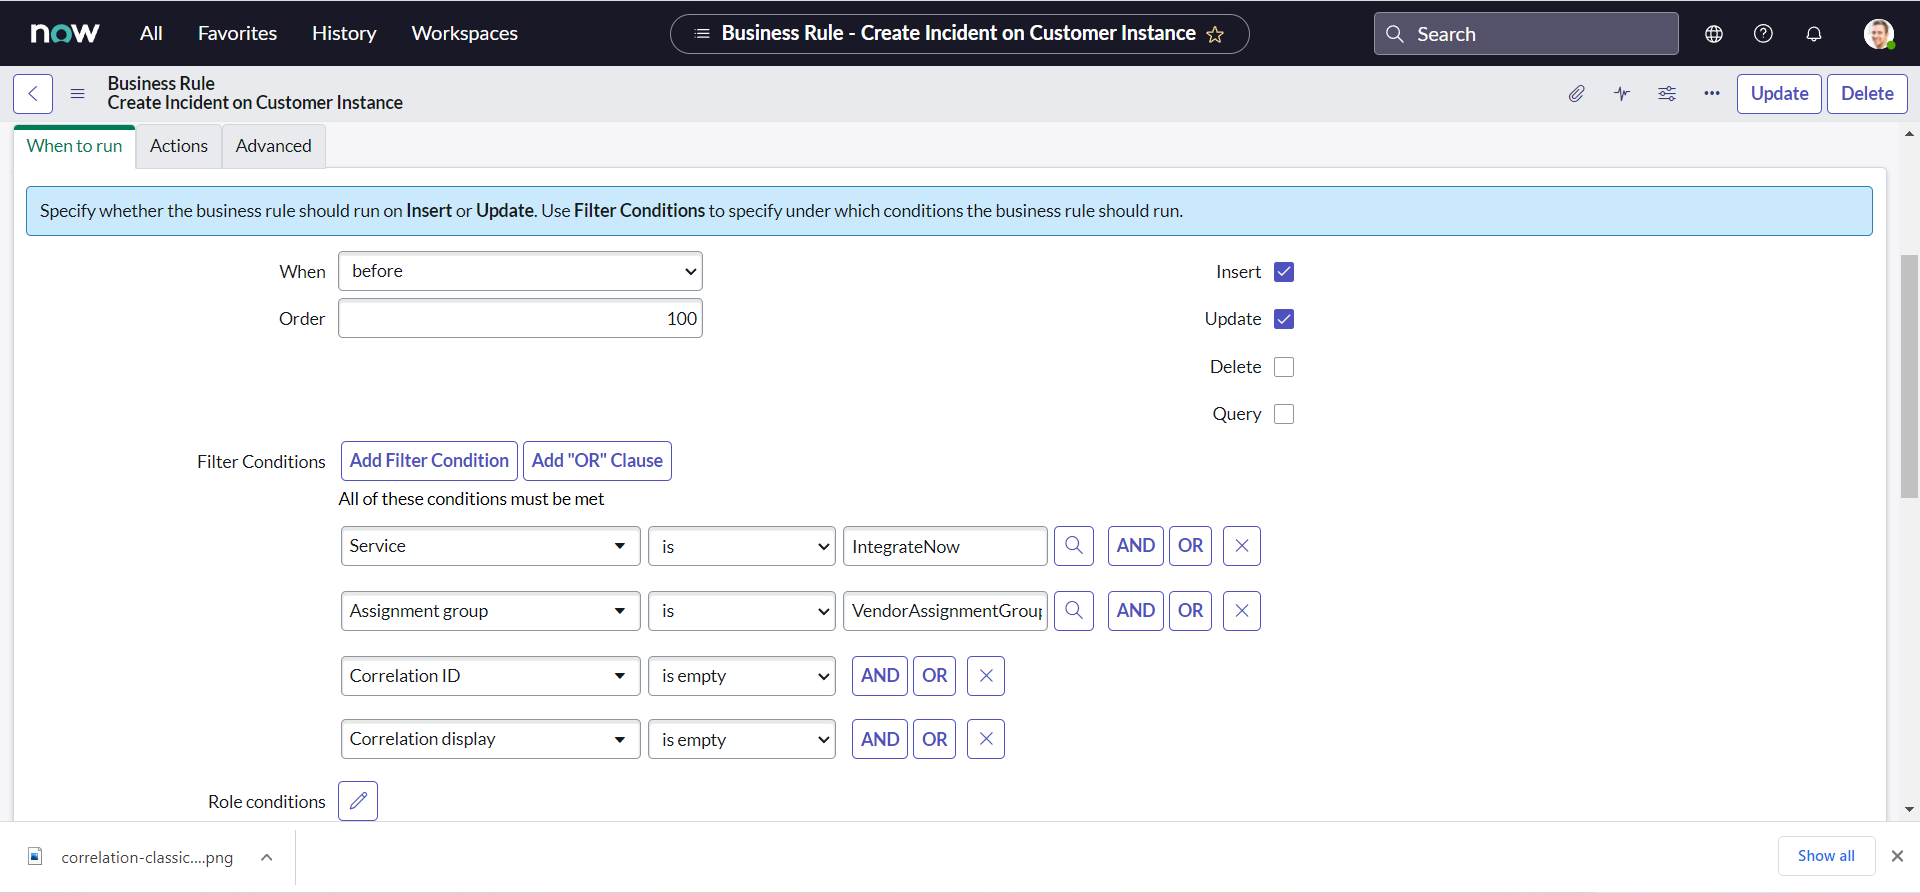 now All Favorites History Workspaces Business Rule - Create Incident on Customer Instance Search
Business Rule
Create Incident on Customer Instance
Update Delete
When to run Actions Advanced
Specify whether the business rule should run on Insert or Update. Use Filter Conditions to specify under which conditions the business rule should run.
When before Insert
Order 100 Update
Delete
Query
Filter Conditions Add Filter Condition Add "OR" Clause
All of these conditions must be met
Service is IntegrateNow AND OR
Assignment group is VendorAssignmentGroup AND OR
Correlation ID is empty AND OR
Correlation display is empty AND OR
Role conditions
correlation-classic....png Show all